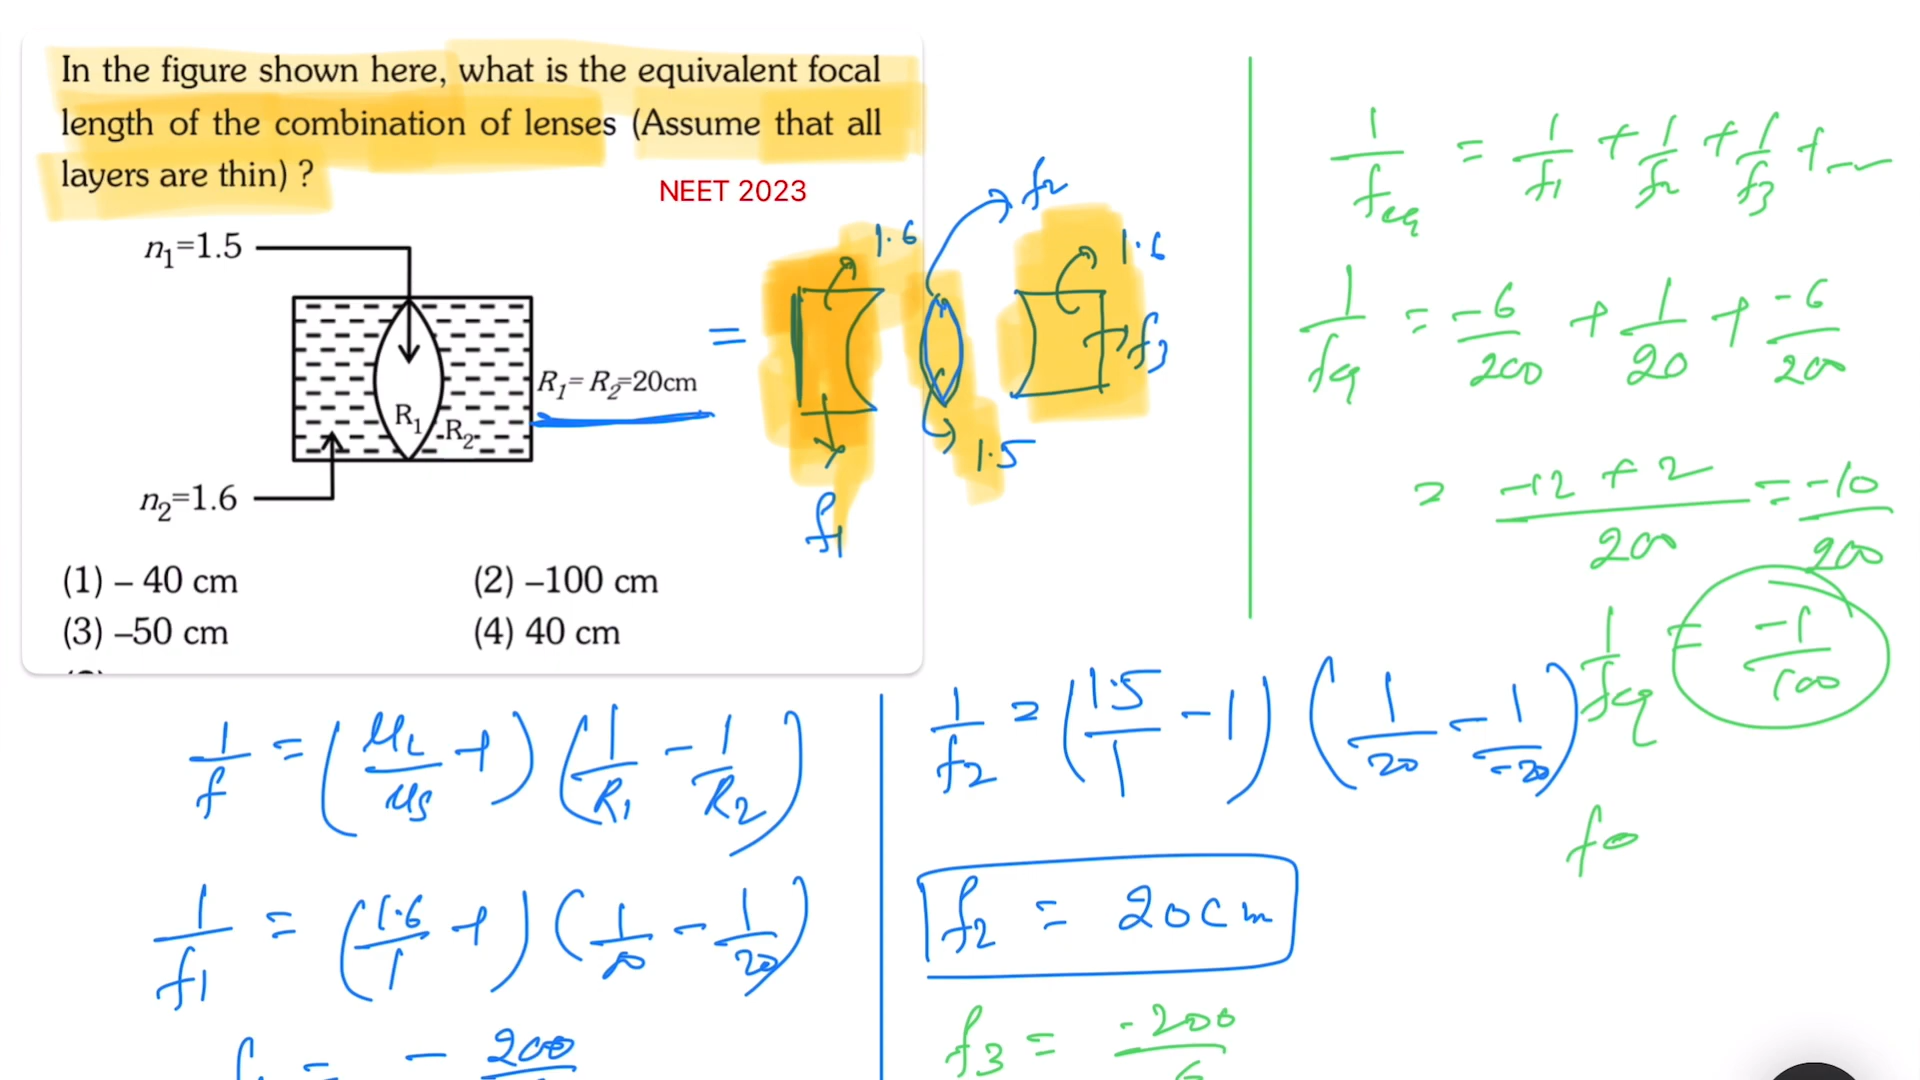 In the figure shown here, what is the equivalent focal
length of the combination of lenses (Assume that all
layers are thin) ?
NEET 2023
n₁=1.5
R₁= R₂=20cm
R₁
R₂
n₂=1.6
(1) – 40 cm
(2) –100 cm
(3) –50 cm
(4) 40 cm
=
1.6
f₂
1.6
f₃
1.5
f₁
1/feq = 1/f₁ + 1/f₂ + 1/f₃ + ---
1/feq = -6/200 + 1/20 + -6/200
= -12 + 2/200 = -10/200
1/feq = -1/100
1/f = (μL/μS -1) (1/R₁ - 1/R₂)
1/f₁ = (1.6/1 -1) (1/∞ - 1/20)
- 200
1/f₂ = (1.5/1 -1) (1/20 - 1/-20)
f₂ = 20cm
f₃ = -200/6